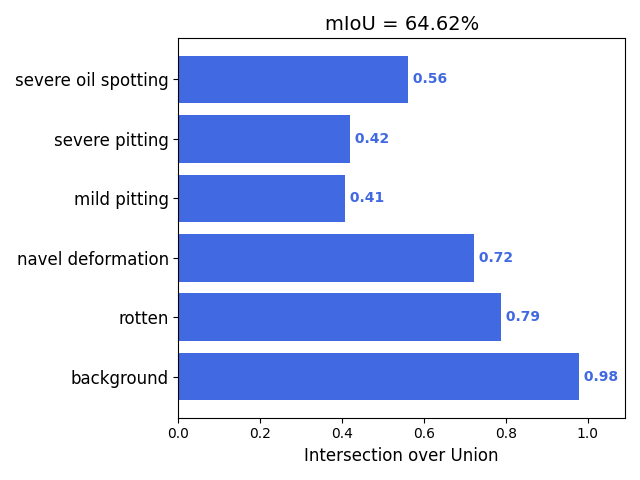 mIoU = 64.62%
severe oil spotting 0.56
severe pitting 0.42
mild pitting 0.41
navel deformation 0.72
rotten 0.79
background 0.98
0.0 0.2 0.4 0.6 0.8 1.0
Intersection over Union